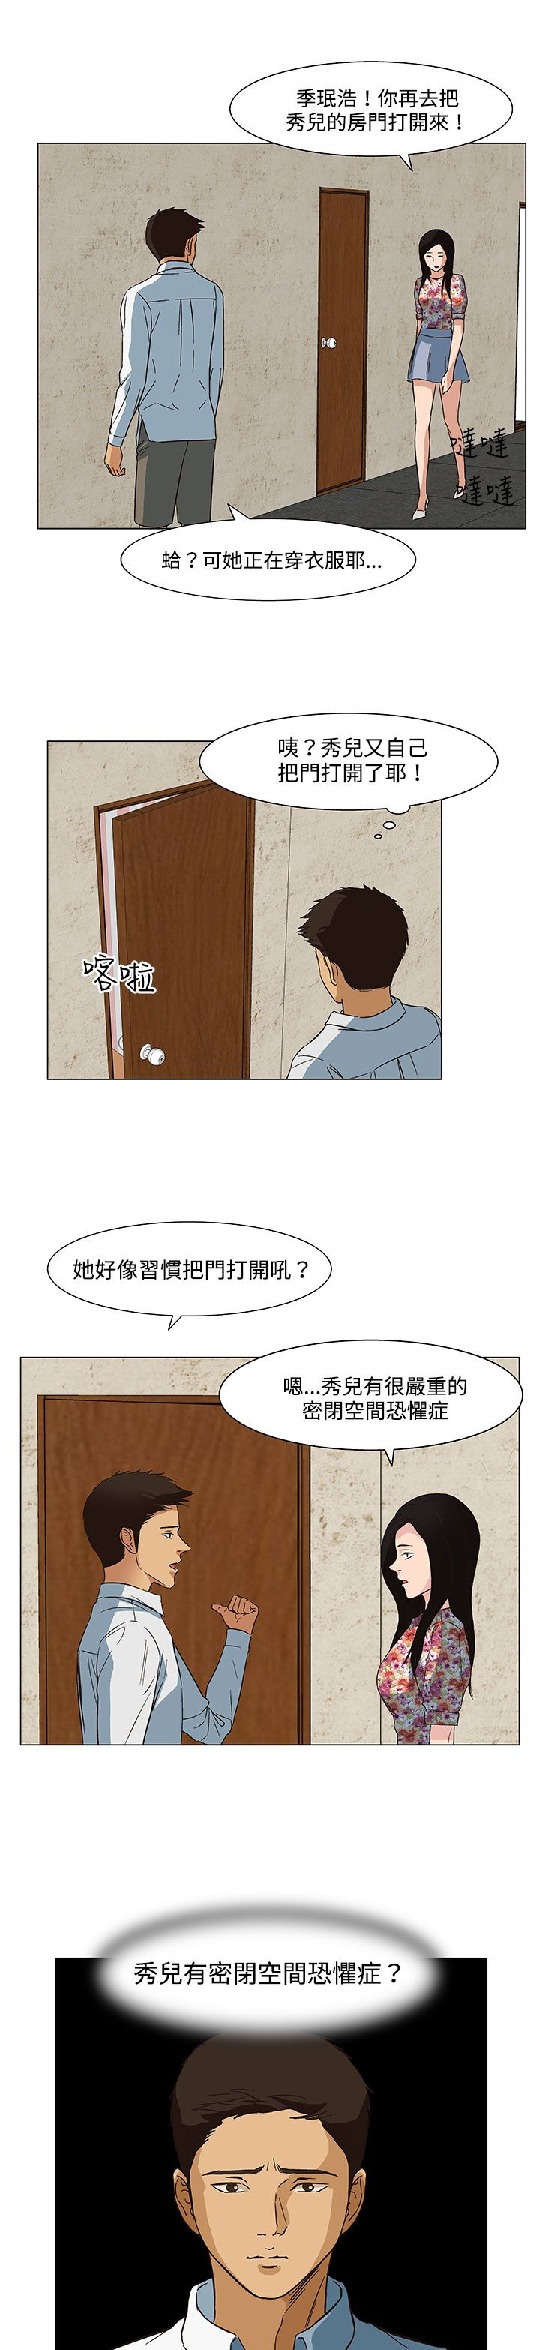 季珉浩！你再去把
秀兒的房門打開來！
噠噠
噠噠
蛤？可她正在穿衣服耶...
咦？秀兒又自己
把門打開了耶！
喀啦
她好像習慣把門打開吼？
嗯...秀兒有很嚴重的
密閉空間恐懼症
秀兒有密閉空間恐懼症？